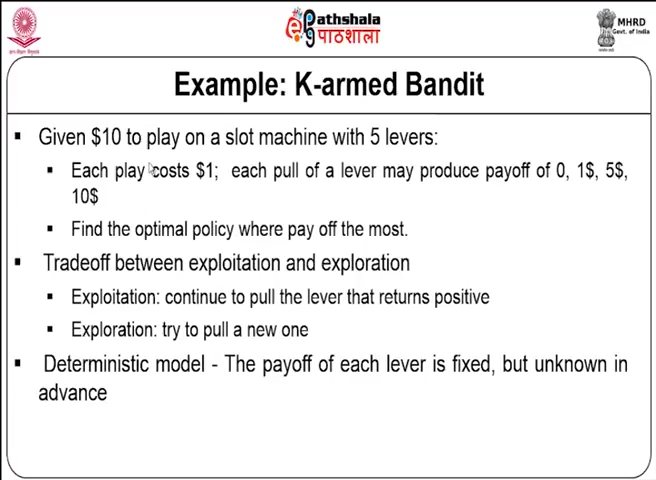 Pathshala
पाठशाला
MHRD
Govt. of India
Example: K-armed Bandit
Given $10 to play on a slot machine with 5 levers:
Each play costs $1; each pull of a lever may produce payoff of 0, 1$, 5$,
10$
Find the optimal policy where pay off the most.
Tradeoff between exploitation and exploration
Exploitation: continue to pull the lever that returns positive
Exploration: try to pull a new one
Deterministic model - The payoff of each lever is fixed, but unknown in
advance